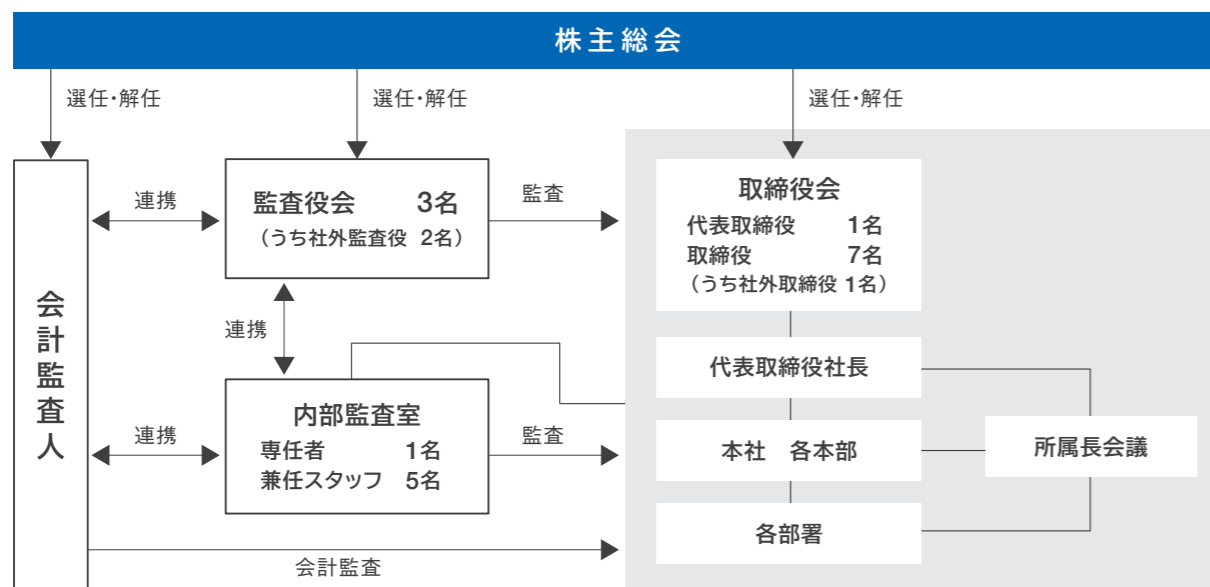 株主総会
選任・解任
選任・解任
選任・解任
会計監査人
連携
監査役会 3名
（うち社外監査役 2名）
監査
取締役会
代表取締役 1名
取締役 7名
（うち社外取締役 1名）
連携
代表取締役社長
連携
内部監査室
専任者 1名
兼任スタッフ 5名
監査
本社 各本部
所属長会議
各部署
会計監査